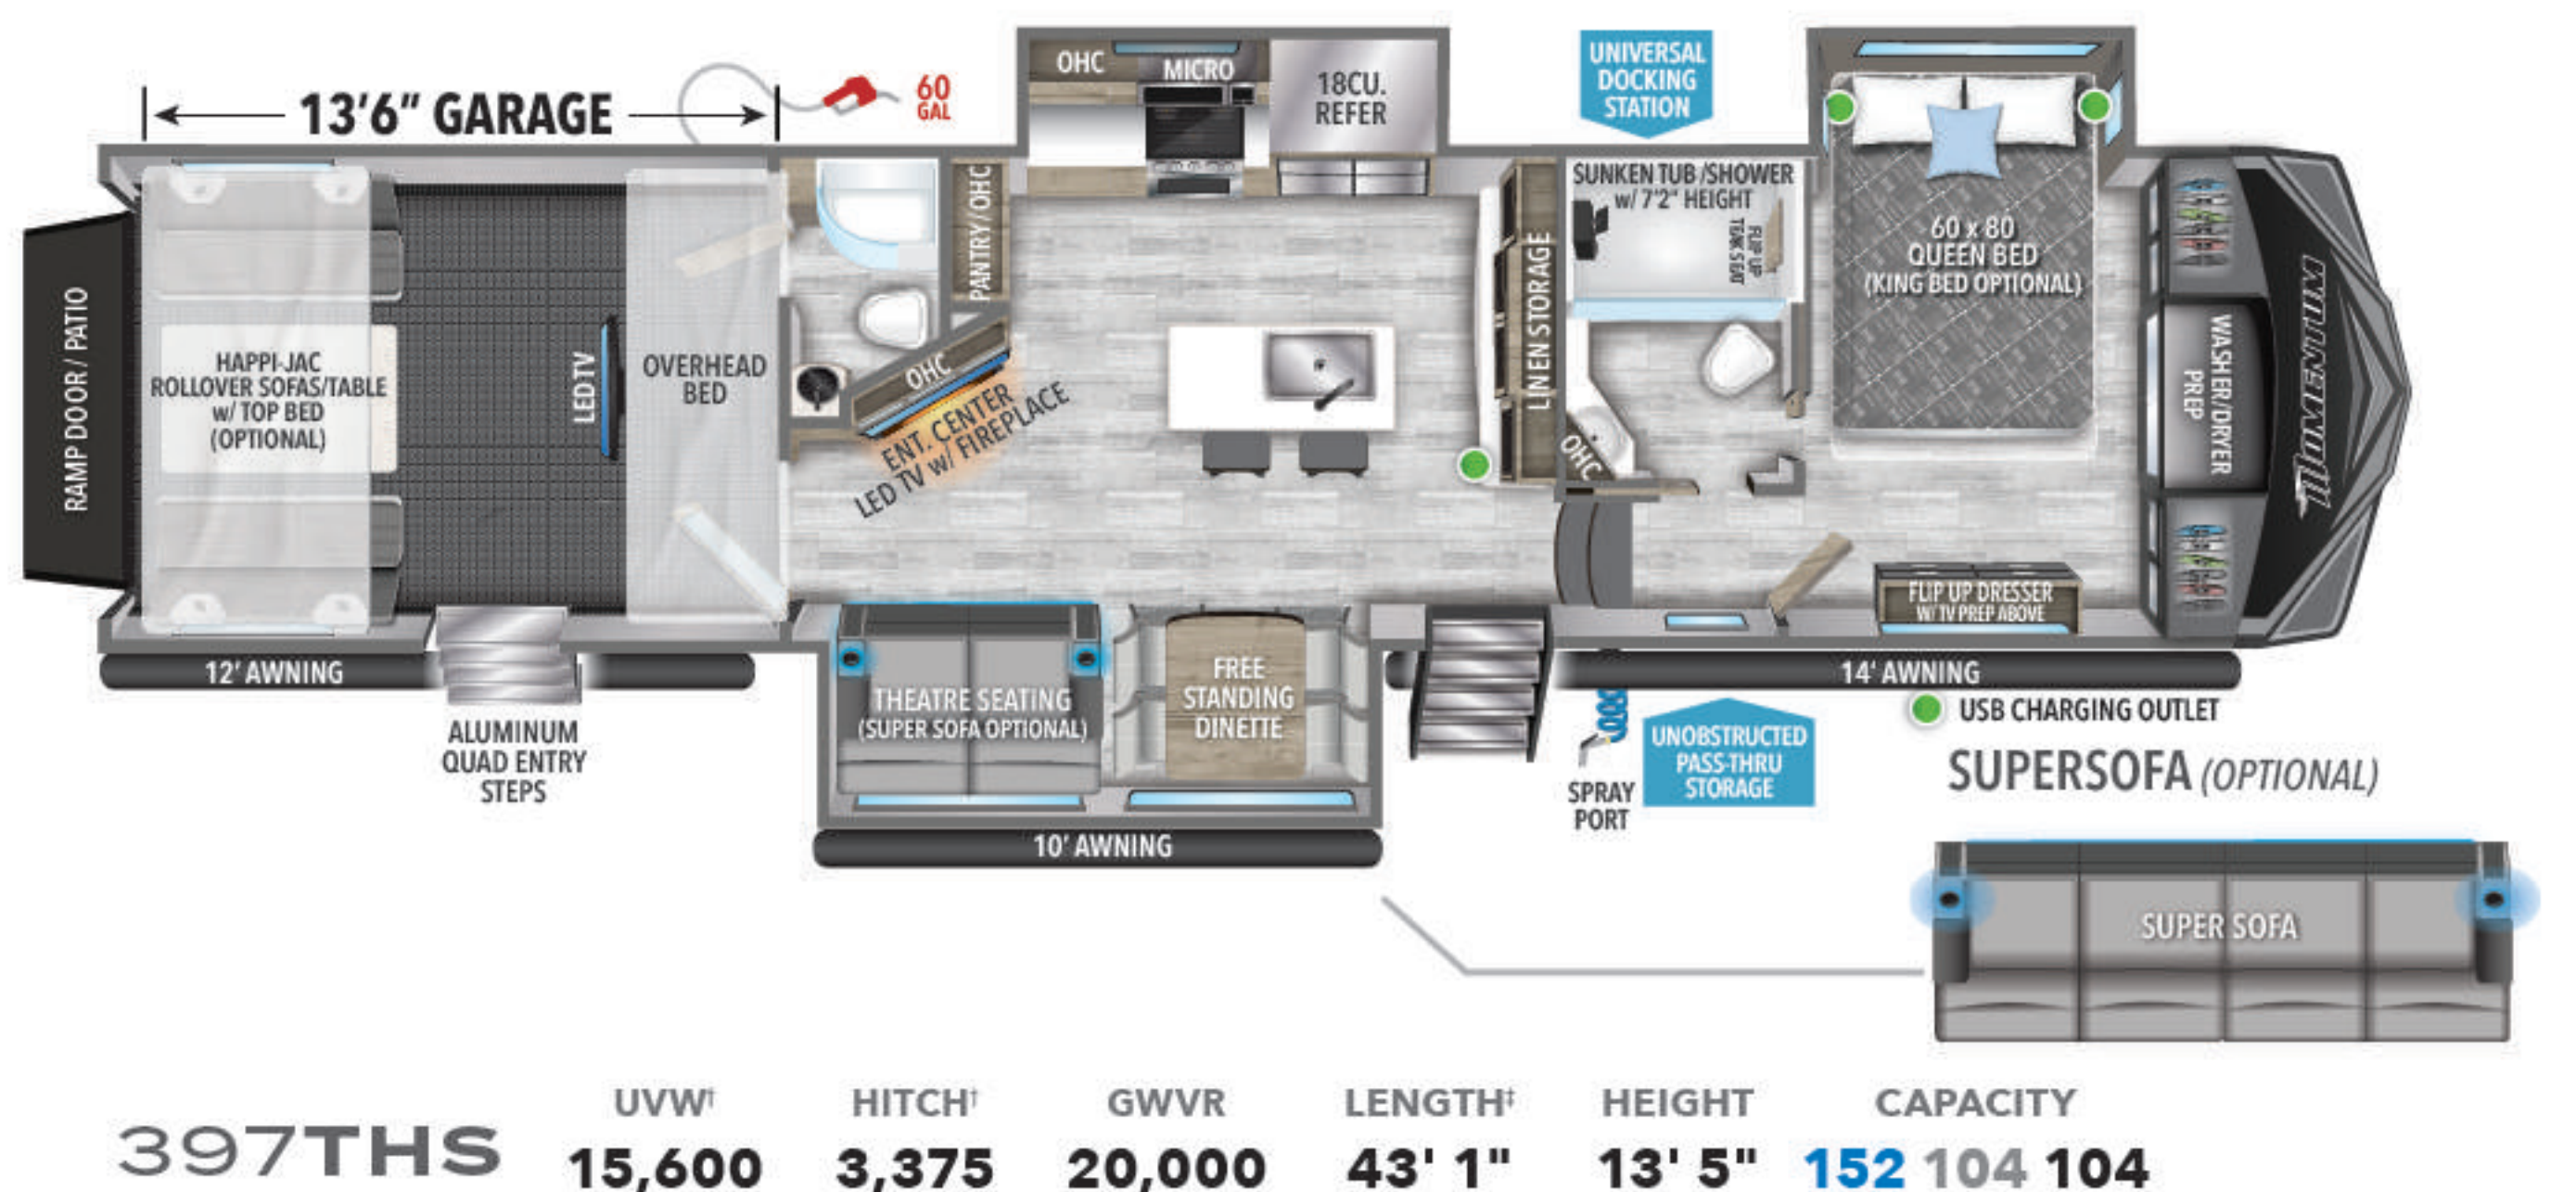 13'6" GARAGE
60
GAL
OHC
MICRO
18CU.
REFER
UNIVERSAL
DOCKING
STATION
RAMP DOOR / PATIO
HAPPI-JAC
ROLLOVER SOFAS/TABLE
w/ TOP BED
(OPTIONAL)
LED TV
OVERHEAD
BED
PANTRY/OHC
OHC
ENT. CENTER
LED TV w/ FIREPLACE
LINEN STORAGE
SUNKEN TUB /SHOWER
w/ 7'2" HEIGHT
FLIP UP
TEAK SEAT
OHC
60 x 80
QUEEN BED
(KING BED OPTIONAL)
WASHER/DRYER
PREP
MOMENTUM
FLIP UP DRESSER
W/ TV PREP ABOVE
12' AWNING
ALUMINUM
QUAD ENTRY
STEPS
THEATRE SEATING
(SUPER SOFA OPTIONAL)
FREE
STANDING
DINETTE
10' AWNING
14' AWNING
USB CHARGING OUTLET
SPRAY
PORT
UNOBSTRUCTED
PASS-THRU
STORAGE
SUPERSOFA (OPTIONAL)
SUPER SOFA
UVW† HITCH† GWVR LENGTH‡ HEIGHT CAPACITY
397THS 15,600 3,375 20,000 43' 1" 13' 5" 152 104 104